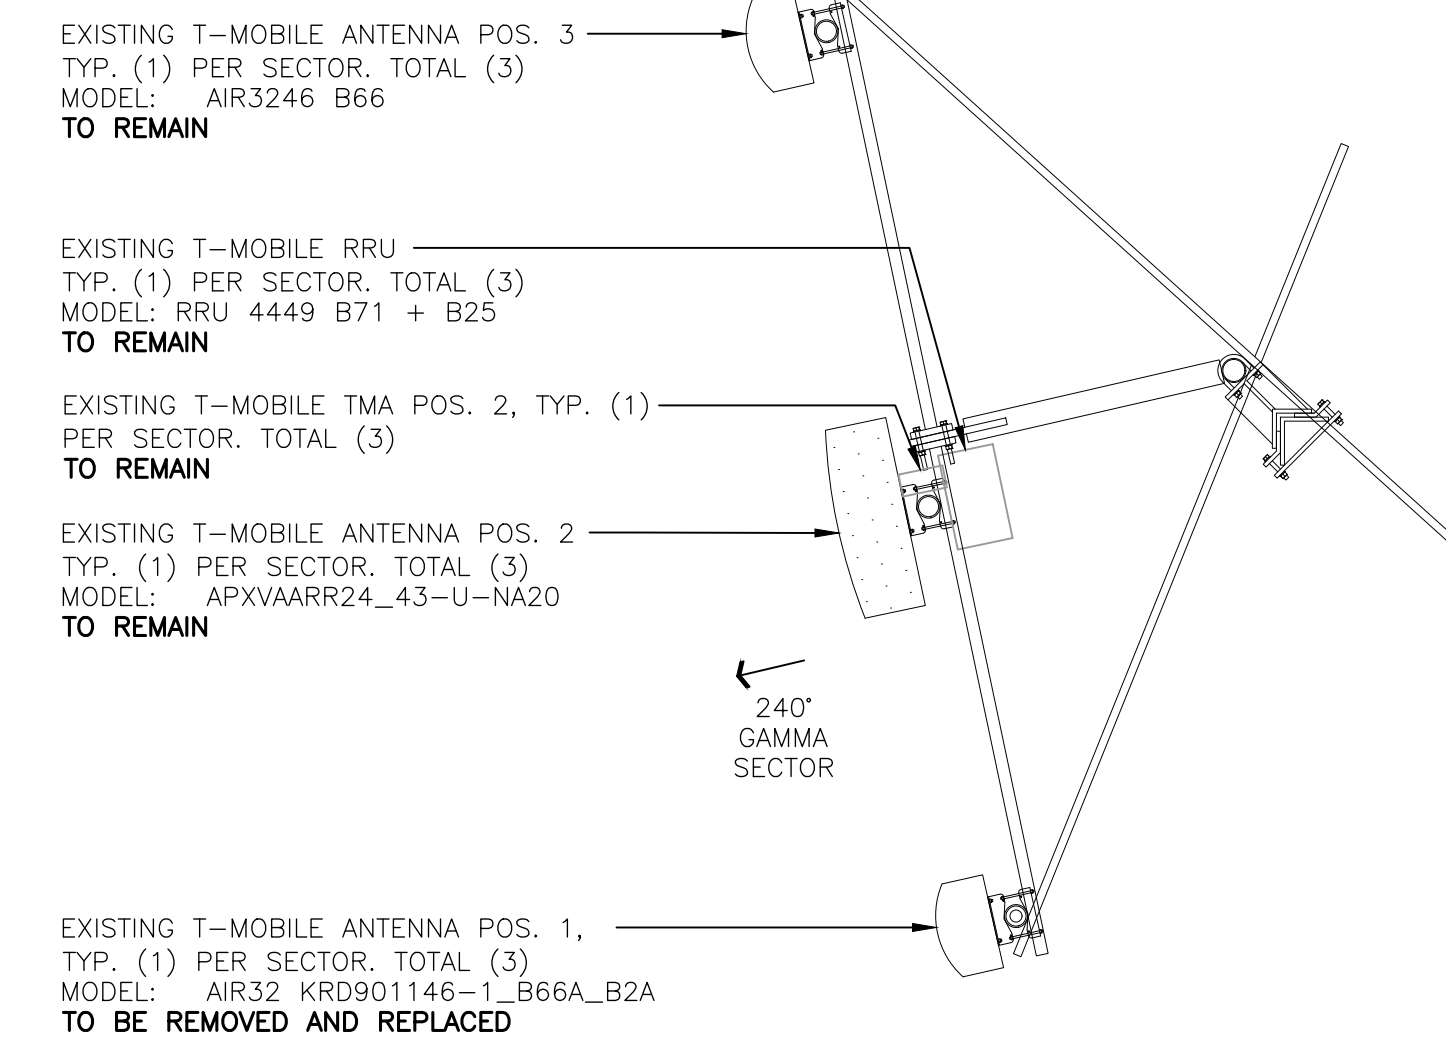 EXISTING T-MOBILE ANTENNA POS. 3
TYP. (1) PER SECTOR. TOTAL (3)
MODEL: AIR3246 B66
TO REMAIN
EXISTING T-MOBILE RRU
TYP. (1) PER SECTOR. TOTAL (3)
MODEL: RRU 4449 B71 + B25
TO REMAIN
EXISTING T-MOBILE TMA POS. 2, TYP. (1)
PER SECTOR. TOTAL (3)
TO REMAIN
EXISTING T-MOBILE ANTENNA POS. 2
TYP. (1) PER SECTOR. TOTAL (3)
MODEL: APXVAARR24_43-U-NA20
TO REMAIN
240°
GAMMA
SECTOR
EXISTING T-MOBILE ANTENNA POS. 1,
TYP. (1) PER SECTOR. TOTAL (3)
MODEL: AIR32 KRD901146-1_B66A_B2A
TO BE REMOVED AND REPLACED